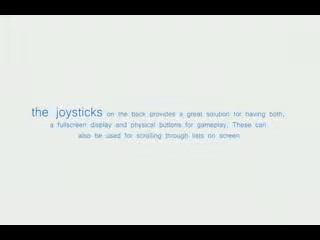 the joysticks on the back provides a great solution for having both,
a fullscreen display and physical buttons for gameplay. These can
also be used for scrolling through lists on screen